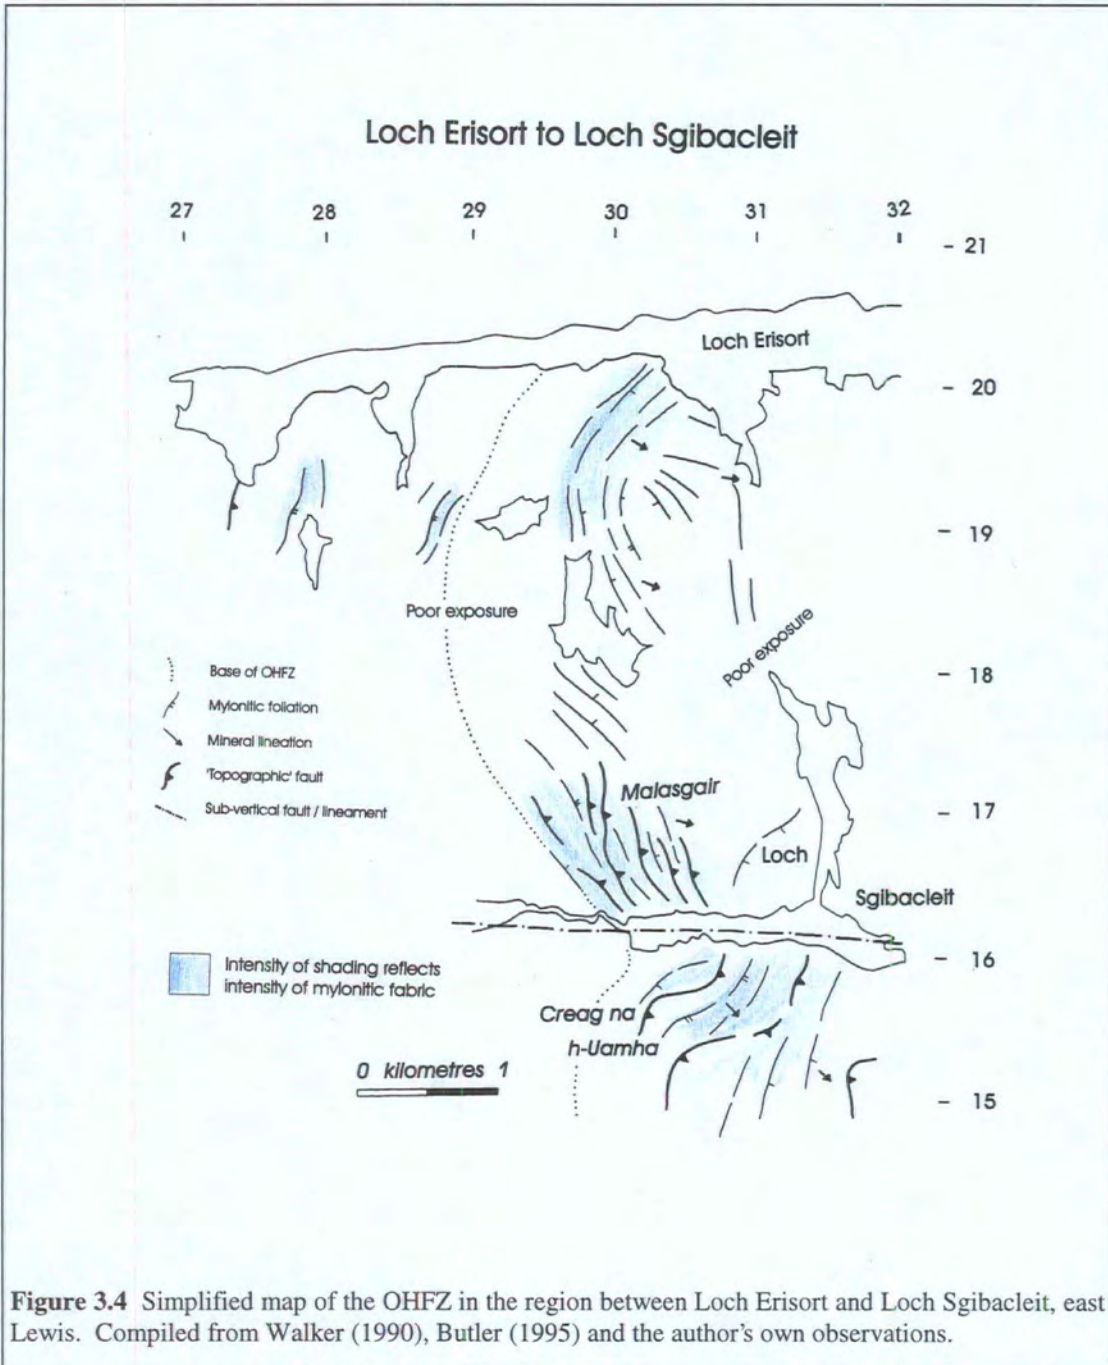 Loch Erisort to Loch Sgibacleit
27 28 29 30 31 32
- 21
Loch Erisort
- 20
- 19
Poor exposure
Poor exposure
- 18
Base of OHFZ
Mylonitic foliation
Mineral lineation
'Topographic' fault
Sub-vertical fault / lineament
Malasgair
- 17
Loch
Sgibacleit
- 16
Intensity of shading reflects
intensity of mylonitic fabric
Creag na
h-Uamha
0 kilometres 1
- 15
Figure 3.4 Simplified map of the OHFZ in the region between Loch Erisort and Loch Sgibacleit, east
Lewis. Compiled from Walker (1990), Butler (1995) and the author's own observations.